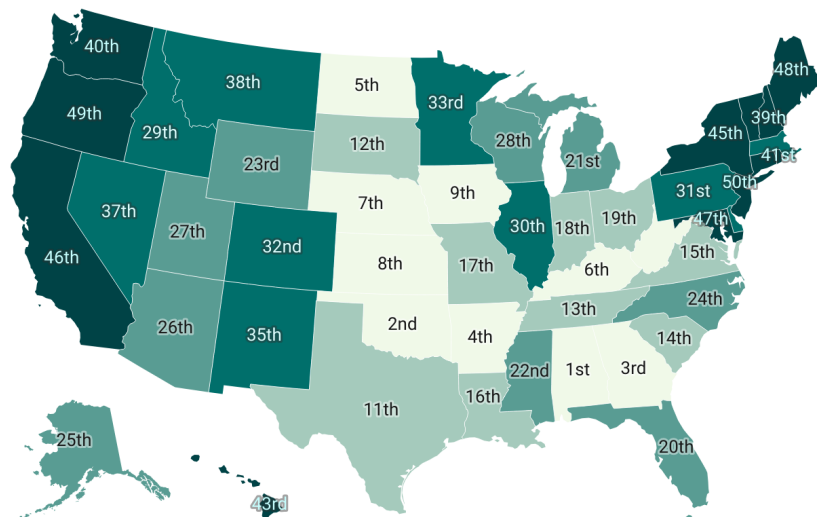 40th
38th
5th
33rd
48th
49th
29th
12th
28th
45th
39th
23rd
21st
41st
50th
37th
27th
32nd
7th
9th
30th
18th
19th
31st
47th
46th
8th
17th
6th
15th
26th
35th
2nd
4th
13th
24th
14th
11th
16th
22nd
1st
3rd
20th
25th
43rd